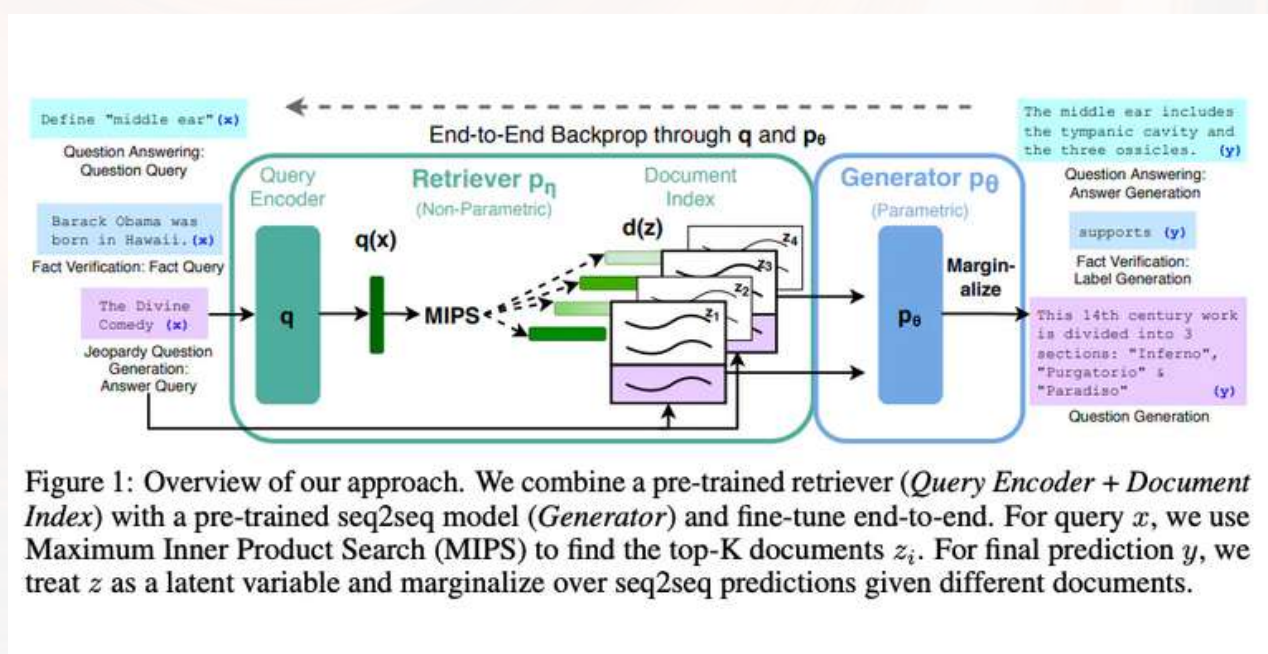 Define "middle ear" (x)
Question Answering:
Question Query
Barack Obama was
born in Hawaii. (x)
Fact Verification: Fact Query
The Divine
Comedy (x)
Jeopardy Question
Generation:
Answer Query
End-to-End Backprop through q and pθ
Query
Encoder
q
q(x)
Retriever pη
(Non-Parametric)
MIPS
Document
Index
d(z)
z4
z3
z2
z1
Generator pθ
(Parametric)
pθ
Margin-
alize
The middle ear includes
the tympanic cavity and
the three ossicles. (y)
Question Answering:
Answer Generation
supports (y)
Fact Verification:
Label Generation
This 14th century work
is divided into 3
sections: "Inferno",
"Purgatorio" &
"Paradiso" (y)
Question Generation
Figure 1: Overview of our approach. We combine a pre-trained retriever (Query Encoder + Document
Index) with a pre-trained seq2seq model (Generator) and fine-tune end-to-end. For query x, we use
Maximum Inner Product Search (MIPS) to find the top-K documents zi. For final prediction y, we
treat z as a latent variable and marginalize over seq2seq predictions given different documents.